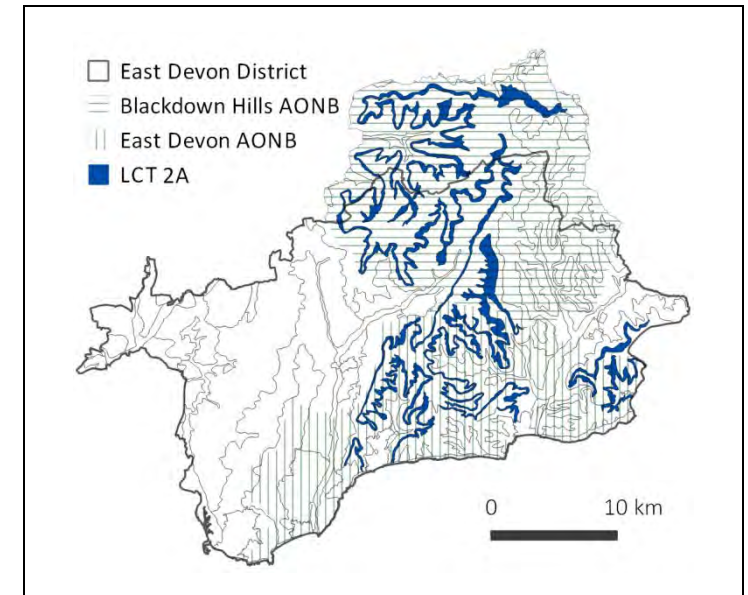 East Devon District
Blackdown Hills AONB
East Devon AONB
LCT 2A
0 10 km